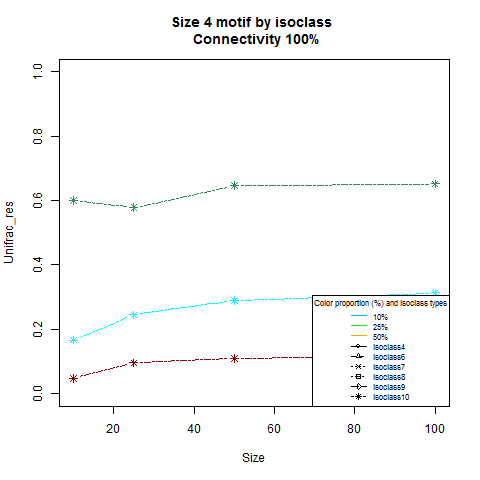 Size 4 motif by isoclass
Connectivity 100%
Unifrac_res
0.0
0.2
0.4
0.6
0.8
1.0
20
40
60
80
100
Size
Color proportion (%) and Isoclass types
10%
25%
50%
Isoclass4
Isoclass6
Isoclass7
Isoclass8
Isoclass9
Isoclass10